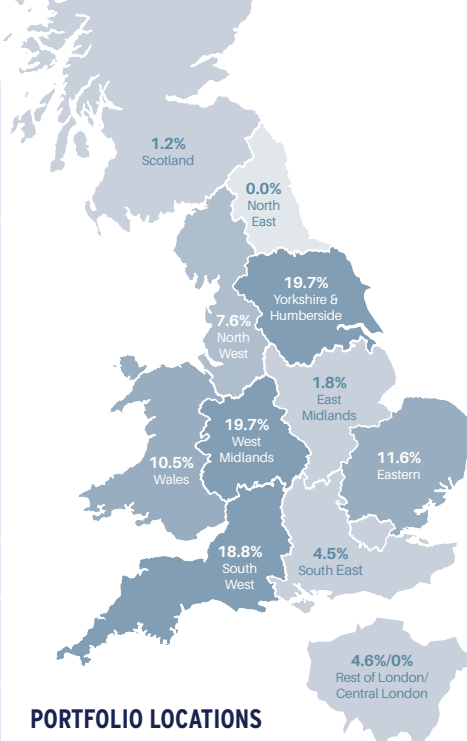 1.2%
Scotland
0.0%
North
East
19.7%
Yorkshire &
Humberside
7.6%
North
West
1.8%
East
Midlands
19.7%
West
Midlands
10.5%
Wales
11.6%
Eastern
18.8%
South
West
4.5%
South East
4.6%/0%
Rest of London/
Central London
PORTFOLIO LOCATIONS